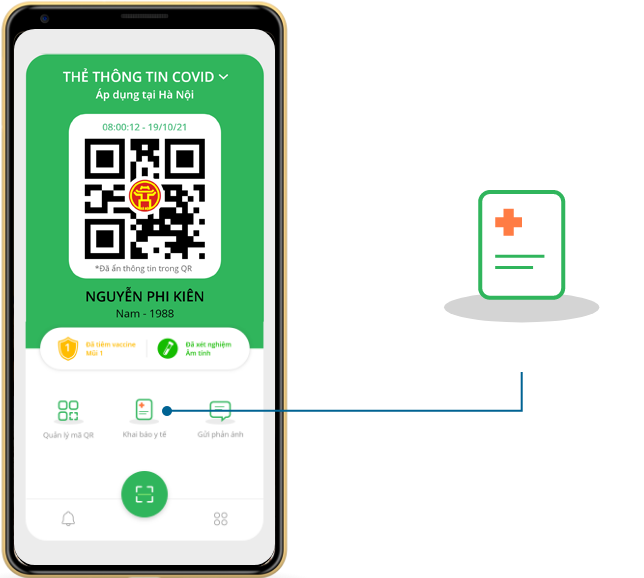 THẺ THÔNG TIN COVID
Áp dụng tại Hà Nội
08:00:12 - 19/10/21
*Đã ẩn thông tin trong QR
NGUYỄN PHI KIÊN
Nam - 1988
1
Đã tiêm vaccine
Mũi 1
Đã xét nghiệm
Âm tính
Quản lý mã QR
Khai báo y tế
Gửi phản ánh